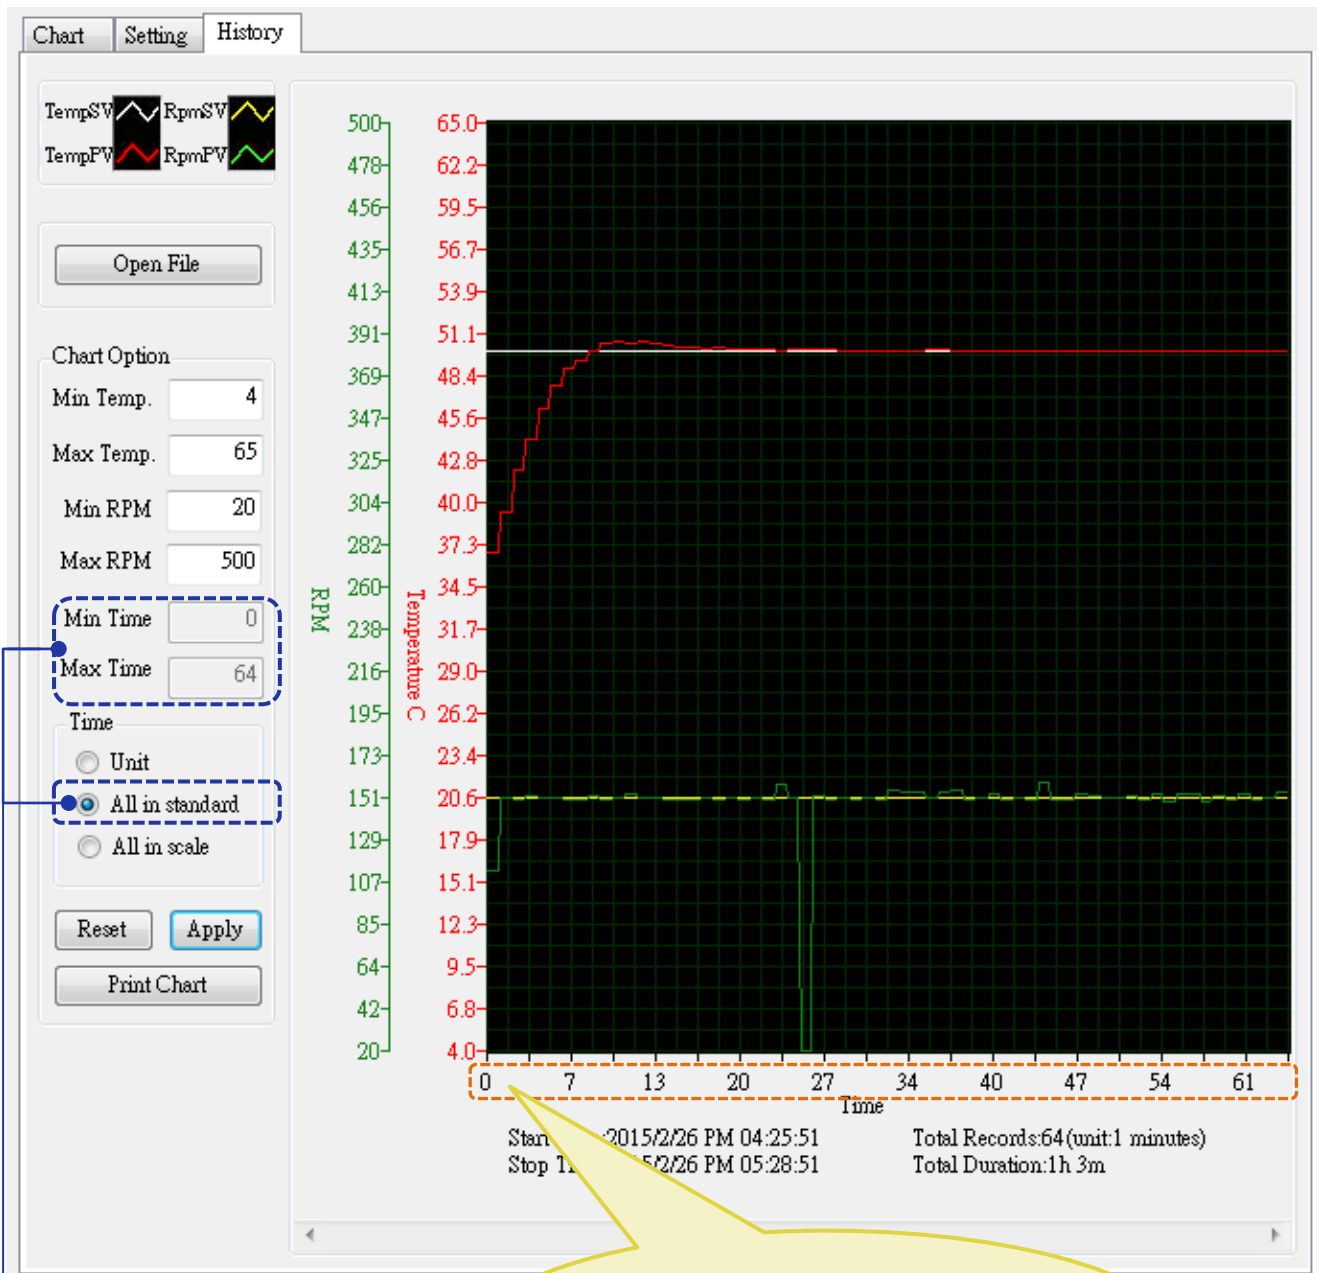 Chart Setting History
TempSV RpmSV
TempPV RpmPV
Open File
Chart Option
Min Temp. 4
Max Temp. 65
Min RPM 20
Max RPM 500
Min Time 0
Max Time 64
Time
Unit
All in standard
All in scale
Reset Apply
Print Chart
RPM
Temperature C
500 65.0
478 62.2
456 59.5
435 56.7
413 53.9
391 51.1
369 48.4
347 45.6
325 42.8
304 40.0
282 37.3
260 34.5
238 31.7
216 29.0
195 26.2
173 23.4
151 20.6
129 17.9
107 15.1
85 12.3
64 9.5
42 6.8
20 4.0
0 7 13 20 27 34 40 47 54 61
Time
:2015/2/26 PM 04:25:51 Total Records:64(unit:1 minutes)
Stop /2/26 PM 05:28:51 Total Duration:1h 3m